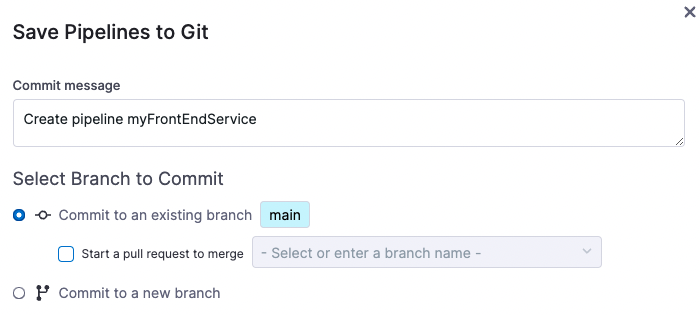 Save Pipelines to Git
Commit message
Create pipeline myFrontEndService
Select Branch to Commit
Commit to an existing branch main
Start a pull request to merge - Select or enter a branch name -
Commit to a new branch